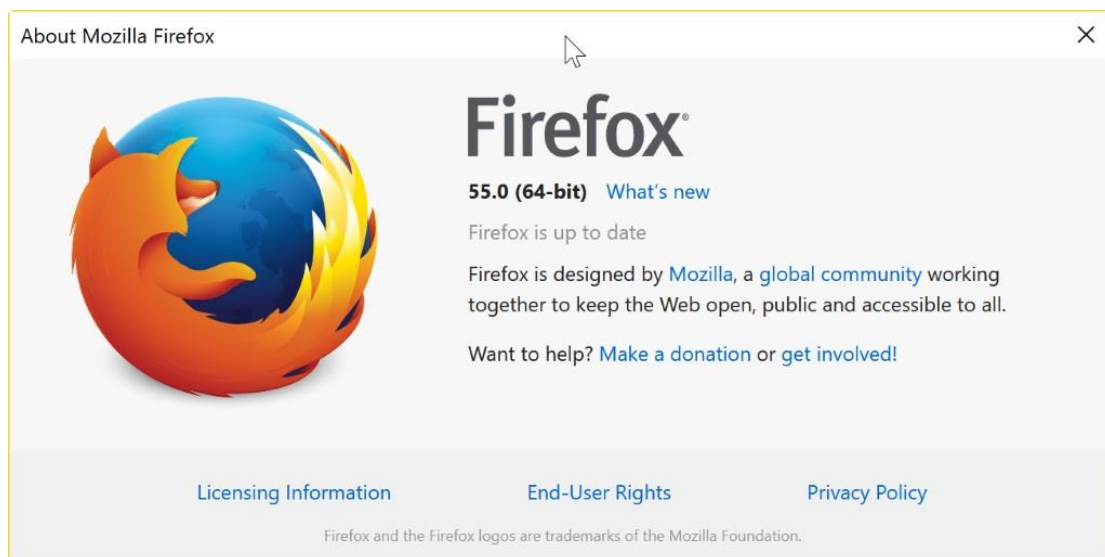 About Mozilla Firefox
Firefox®
55.0 (64-bit) What's new
Firefox is up to date
Firefox is designed by Mozilla, a global community working
together to keep the Web open, public and accessible to all.
Want to help? Make a donation or get involved!
Licensing Information End-User Rights Privacy Policy
Firefox and the Firefox logos are trademarks of the Mozilla Foundation.